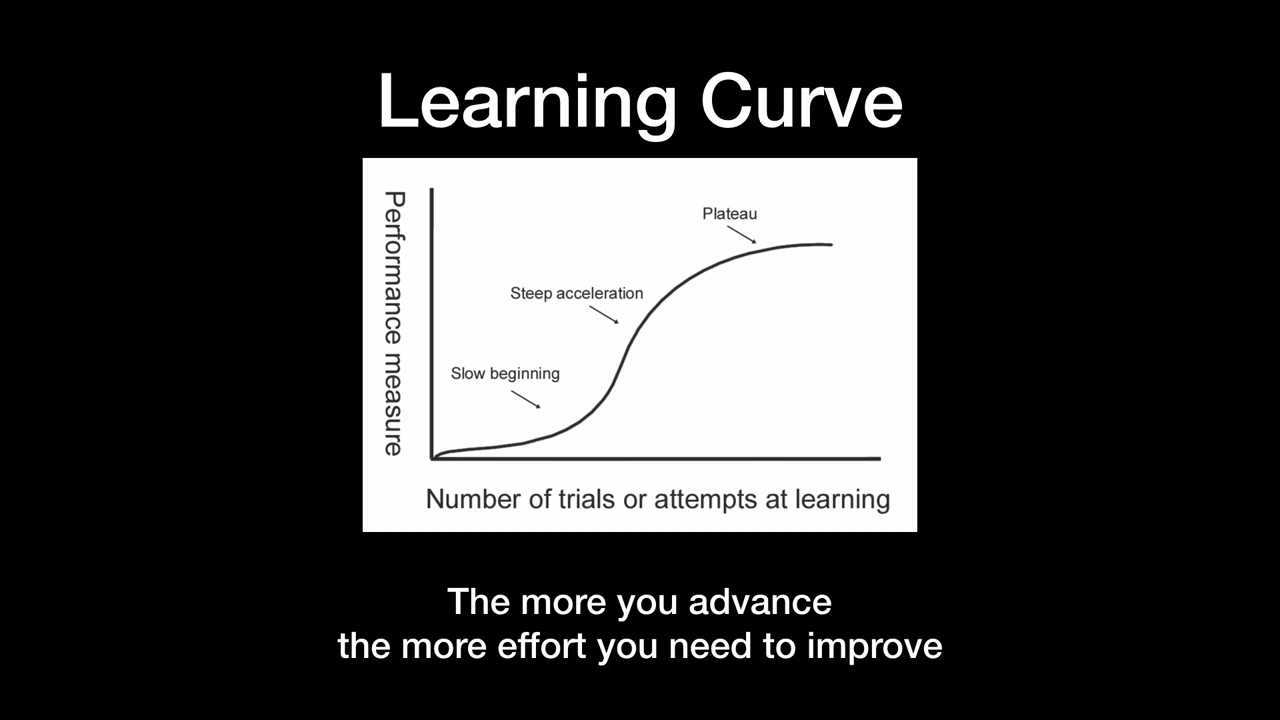 Learning Curve
Performance measure
Plateau
Steep acceleration
Slow beginning
Number of trials or attempts at learning
The more you advance
the more effort you need to improve